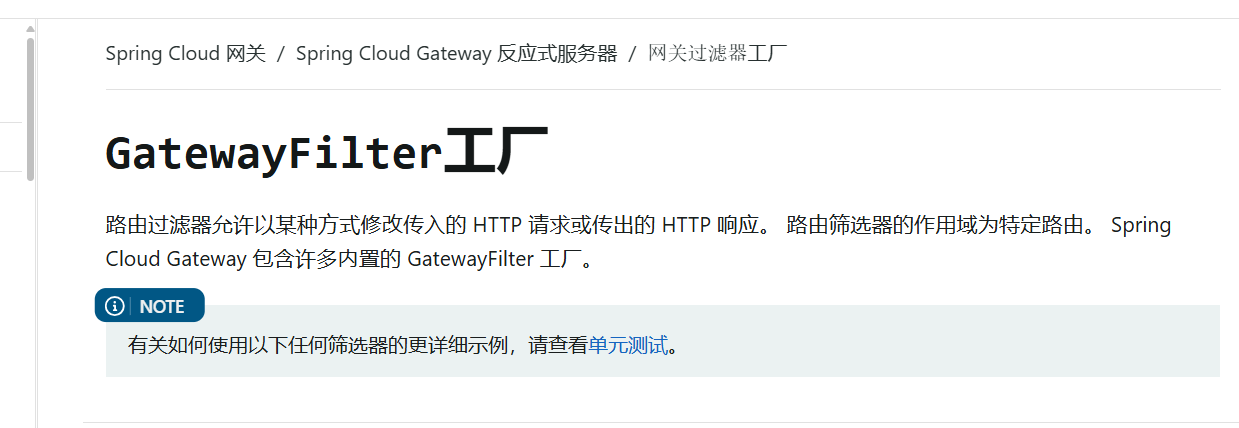 Spring Cloud 网关 / Spring Cloud Gateway 反应式服务器 / 网关过滤器工厂
GatewayFilter工厂
路由过滤器允许以某种方式修改传入的 HTTP 请求或传出的 HTTP 响应。 路由筛选器的作用域为特定路由。 Spring
Cloud Gateway 包含许多内置的 GatewayFilter 工厂。
NOTE
有关如何使用以下任何筛选器的更详细示例，请查看单元测试。